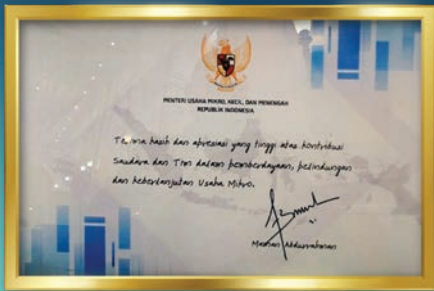 MENTERI USAHA MIKRO, KECIL, DAN MENENGAH
REPUBLIK INDONESIA
Terima kasih dan apresiasi yang tinggi atas kontribusi
Saudara dan Tim dalam pemberdayaan, pelindungan
dan keberlanjutan Usaha Mikro.
Maman Abdurrahman